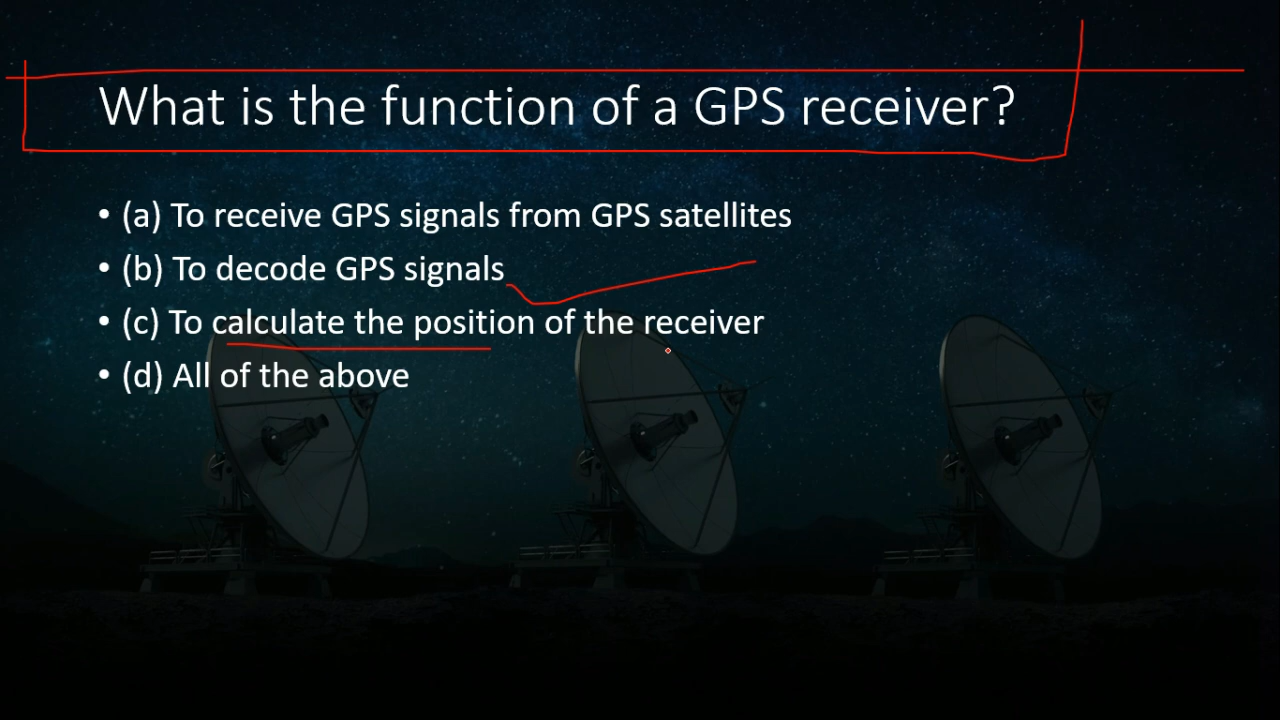 What is the function of a GPS receiver?
• (a) To receive GPS signals from GPS satellites
• (b) To decode GPS signals
• (c) To calculate the position of the receiver
• (d) All of the above